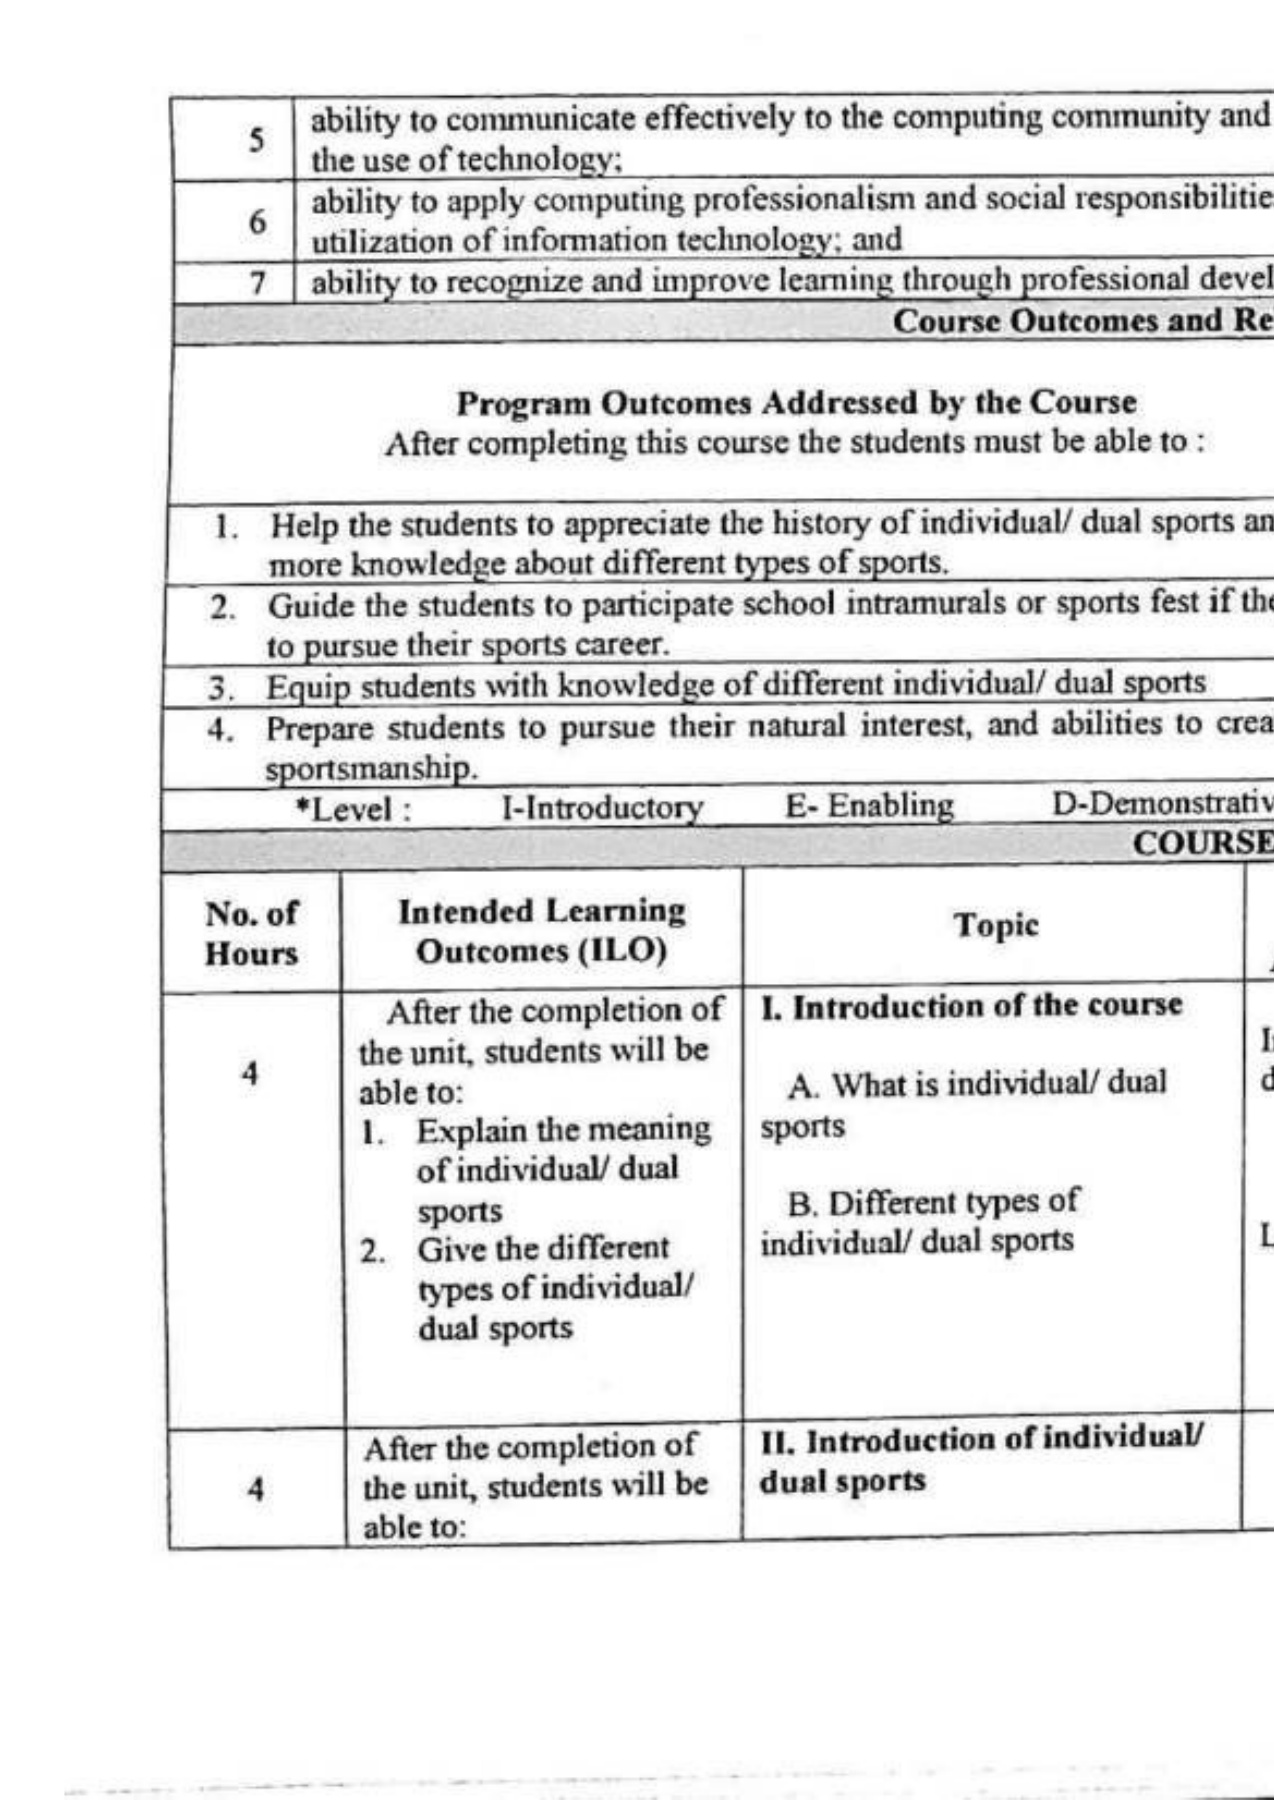 5
ability to communicate effectively to the computing community and
the use of technology;
6
ability to apply computing professionalism and social responsibilitie
utilization of information technology; and
7 ability to recognize and improve learning through professional devel
Course Outcomes and Re
Program Outcomes Addressed by the Course
After completing this course the students must be able to :
1. Help the students to appreciate the history of individual/ dual sports an
more knowledge about different types of sports.
2. Guide the students to participate school intramurals or sports fest if the
to pursue their sports career.
3. Equip students with knowledge of different individual/ dual sports
4. Prepare students to pursue their natural interest, and abilities to crea
sportsmanship.
*Level : I-Introductory E- Enabling D-Demonstrativ
COURSE
No. of
Hours
Intended Learning
Outcomes (ILO)
Topic
4
After the completion of
the unit, students will be
able to:
1. Explain the meaning
of individual/ dual
sports
2. Give the different
types of individual/
dual sports
I. Introduction of the course
A. What is individual/ dual
sports
B. Different types of
individual/ dual sports
4
After the completion of
the unit, students will be
able to:
II. Introduction of individual/
dual sports